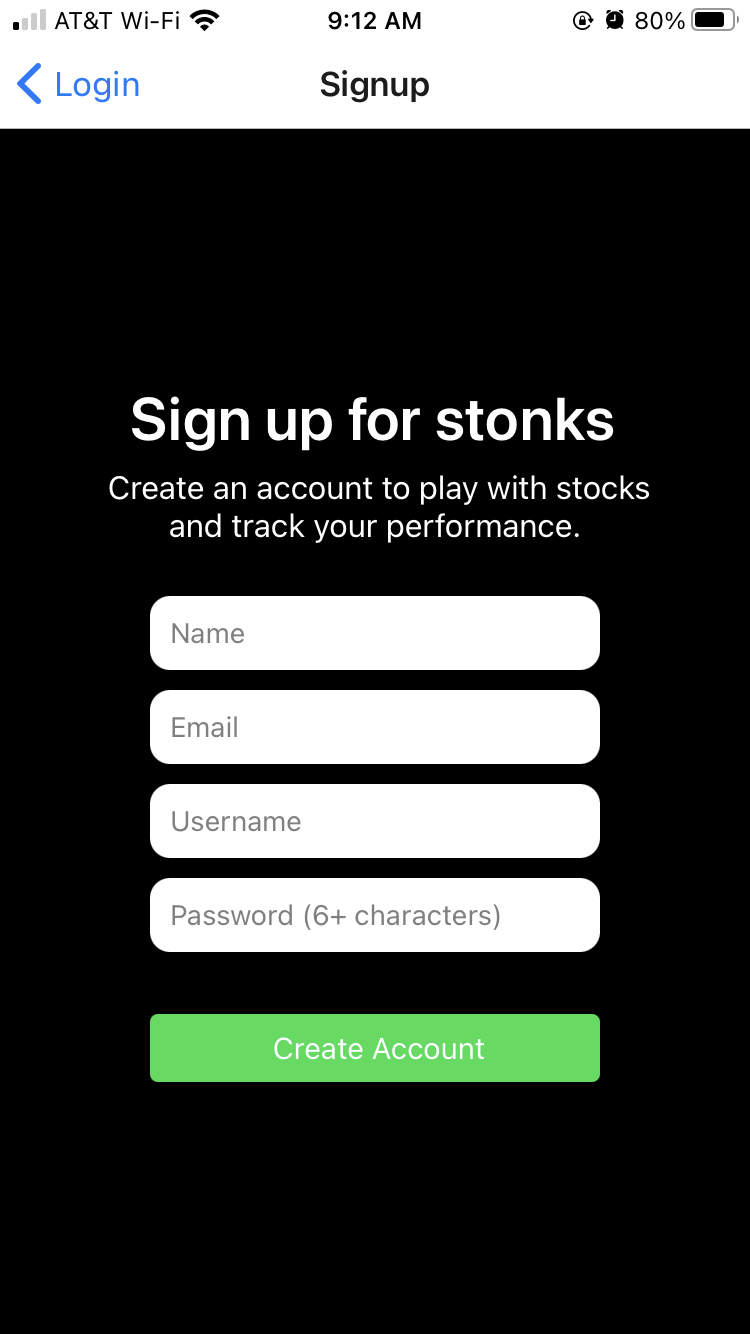 AT&T Wi-Fi 9:12 AM 80%
Login Signup
Sign up for stonks
Create an account to play with stocks
and track your performance.
Name
Email
Username
Password (6+ characters)
Create Account